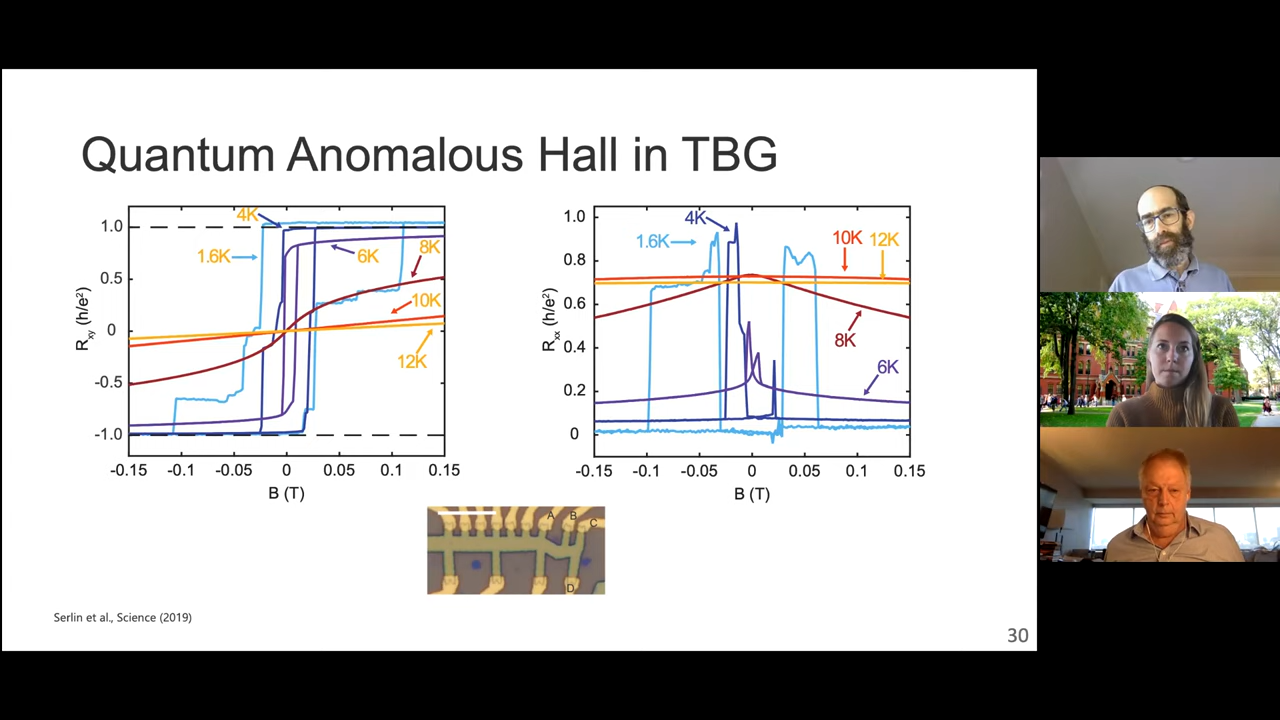 Quantum Anomalous Hall in TBG
4K
1.0
1.6K
6K
8K
0.5
10K
0
12K
-0.5
-1.0
Rxy (h/e²)
-0.15 -0.1 -0.05 0 0.05 0.1 0.15
B (T)
1.0
4K
1.6K
10K 12K
0.8
0.6
8K
0.4
6K
0.2
0
Rxx (h/e²)
-0.15 -0.1 -0.05 0 0.05 0.1 0.15
B (T)
A B C
D
Serlin et al., Science (2019)
30